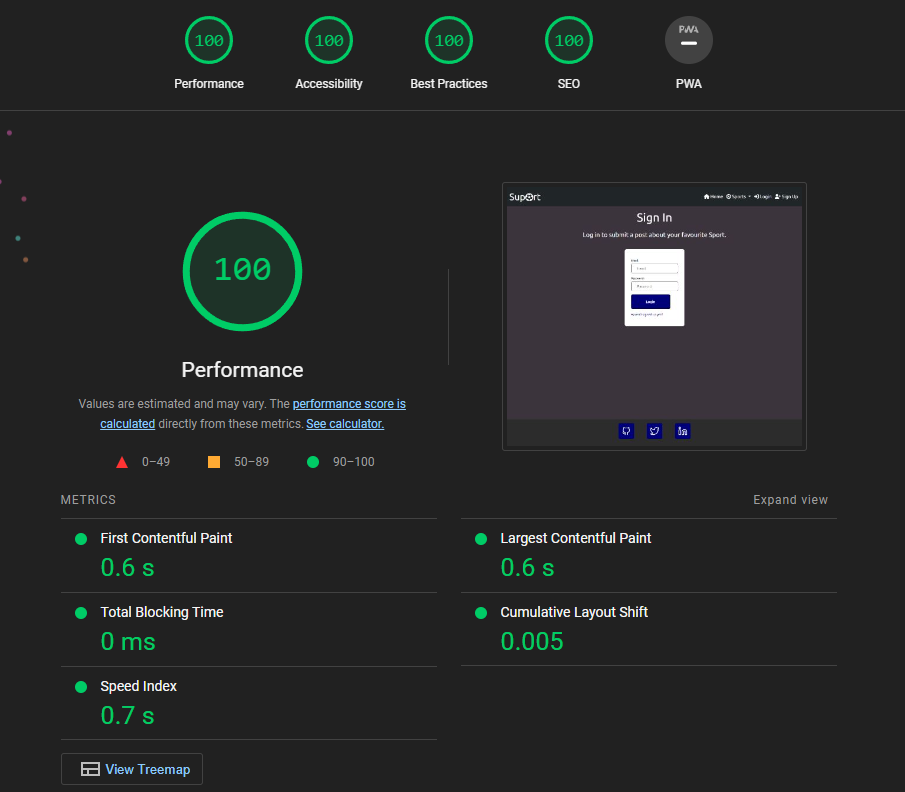 100 100 100 100 PWA
Performance Accessibility Best Practices SEO PWA
100
Performance
Values are estimated and may vary. The performance score is
calculated directly from these metrics. See calculator.
0–49 50–89 90–100
SupOrt Home Sports Login Sign Up
Sign In
Log in to submit a post about your favourite Sport.
Email
Email
Password
Password
Login
METRICS Expand view
First Contentful Paint
0.6 s
Largest Contentful Paint
0.6 s
Total Blocking Time
0 ms
Cumulative Layout Shift
0.005
Speed Index
0.7 s
View Treemap